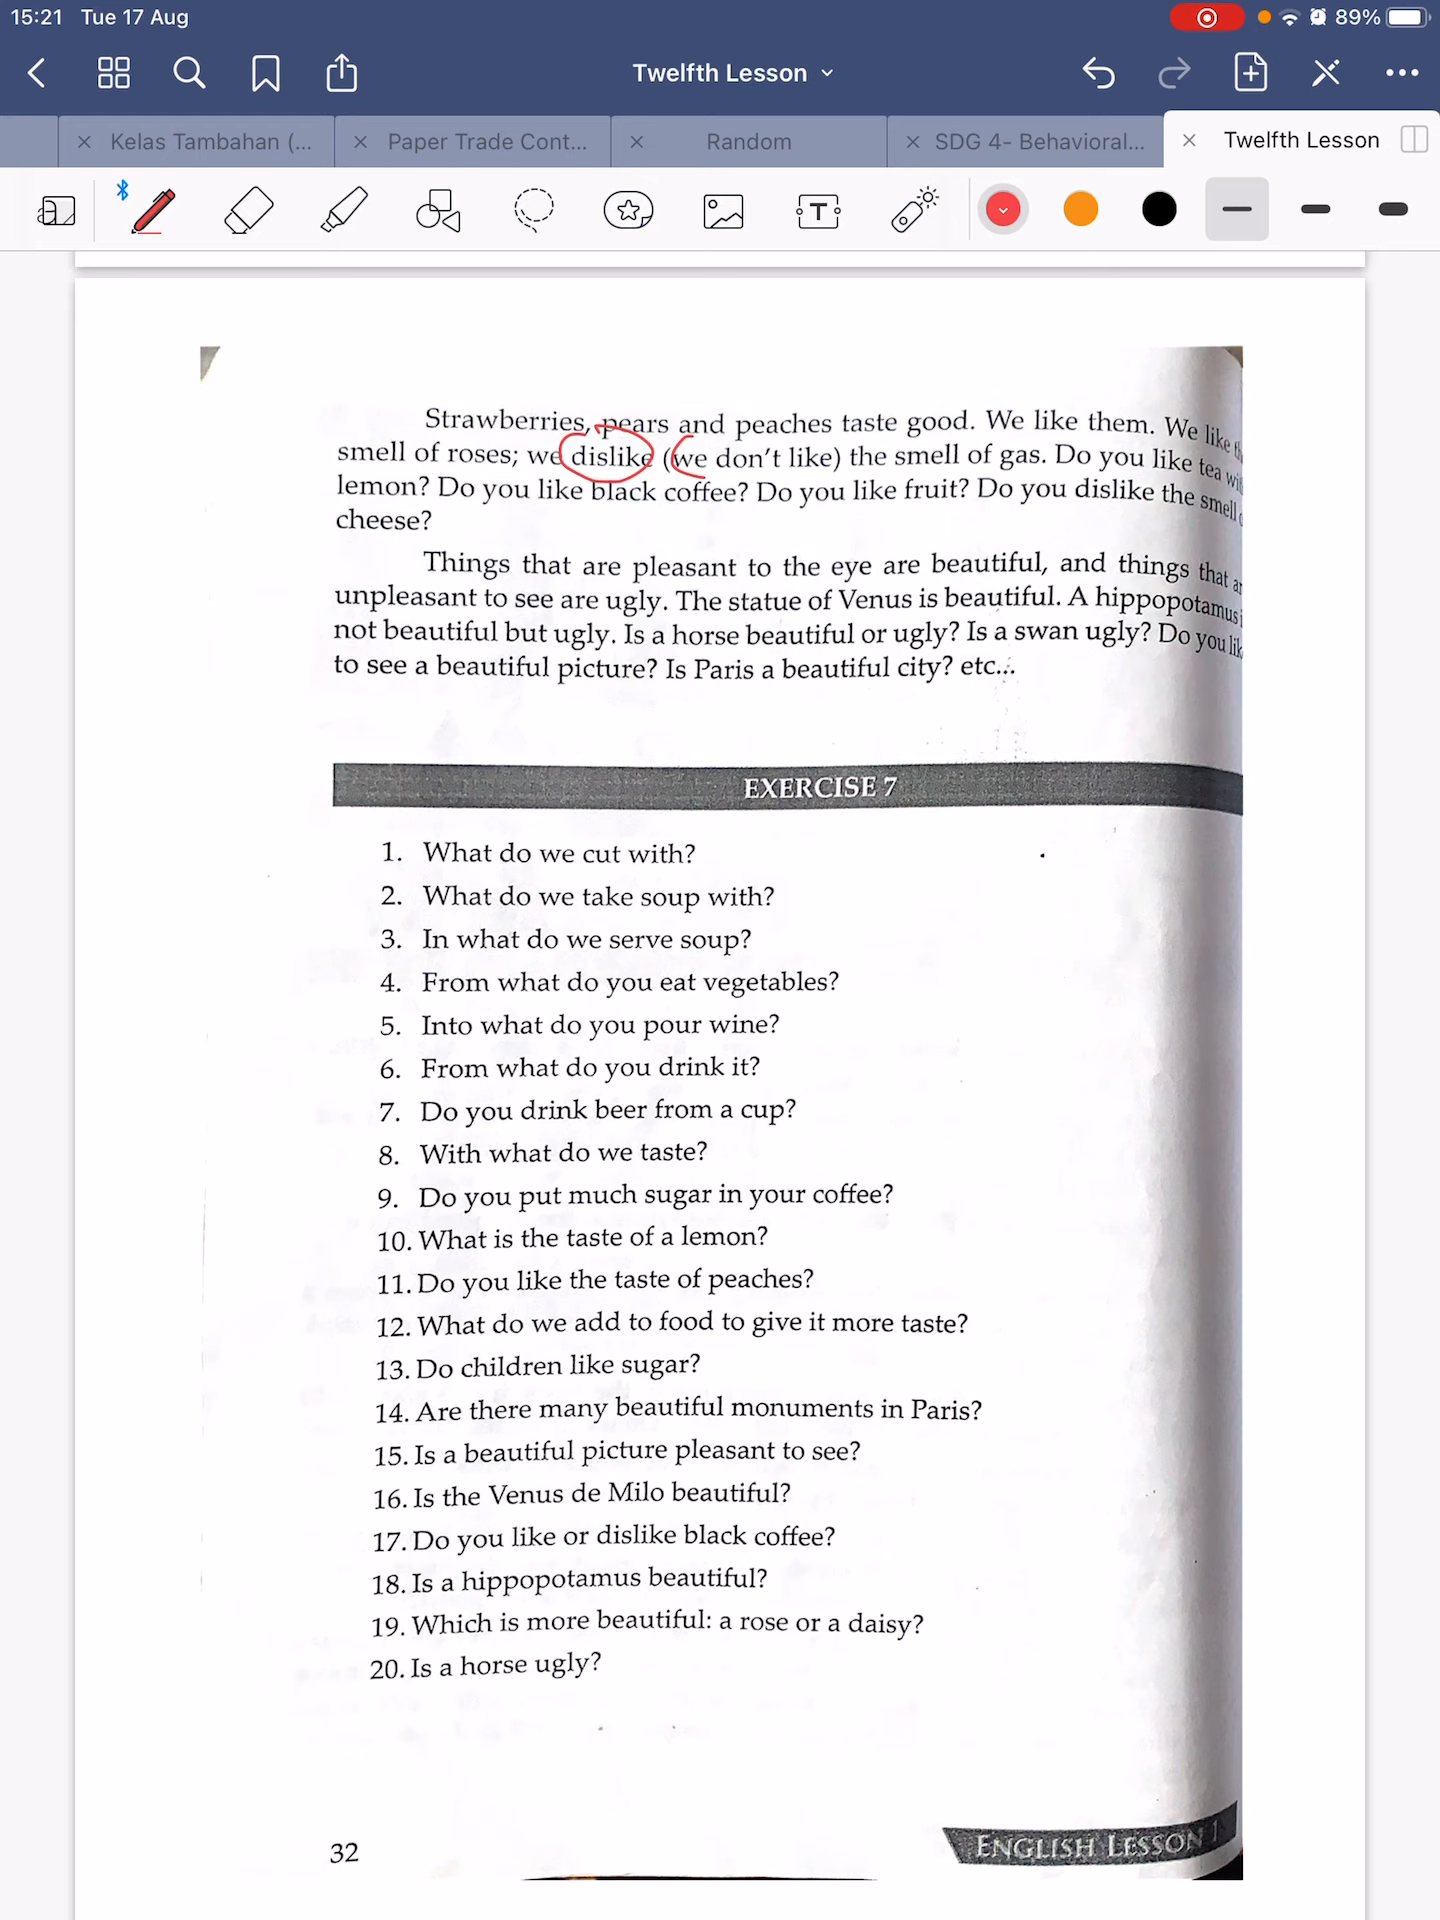 15:21 Tue 17 Aug 89%
Twelfth Lesson
Kelas Tambahan (... Paper Trade Cont... Random SDG 4- Behavioral... Twelfth Lesson
Strawberries, pears and peaches taste good. We like them. We like
smell of roses; we dislike (we don't like) the smell of gas. Do you like tea
lemon? Do you like black coffee? Do you like fruit? Do you dislike the smell
cheese?
Things that are pleasant to the eye are beautiful, and things that
unpleasant to see are ugly. The statue of Venus is beautiful. A hippopotamus
not beautiful but ugly. Is a horse beautiful or ugly? Is a swan ugly? Do you
to see a beautiful picture? Is Paris a beautiful city? etc...
EXERCISE 7
1. What do we cut with?
2. What do we take soup with?
3. In what do we serve soup?
4. From what do you eat vegetables?
5. Into what do you pour wine?
6. From what do you drink it?
7. Do you drink beer from a cup?
8. With what do we taste?
9. Do you put much sugar in your coffee?
10. What is the taste of a lemon?
11. Do you like the taste of peaches?
12. What do we add to food to give it more taste?
13. Do children like sugar?
14. Are there many beautiful monuments in Paris?
15. Is a beautiful picture pleasant to see?
16. Is the Venus de Milo beautiful?
17. Do you like or dislike black coffee?
18. Is a hippopotamus beautiful?
19. Which is more beautiful: a rose or a daisy?
20. Is a horse ugly?
32
ENGLISH LESSON 1